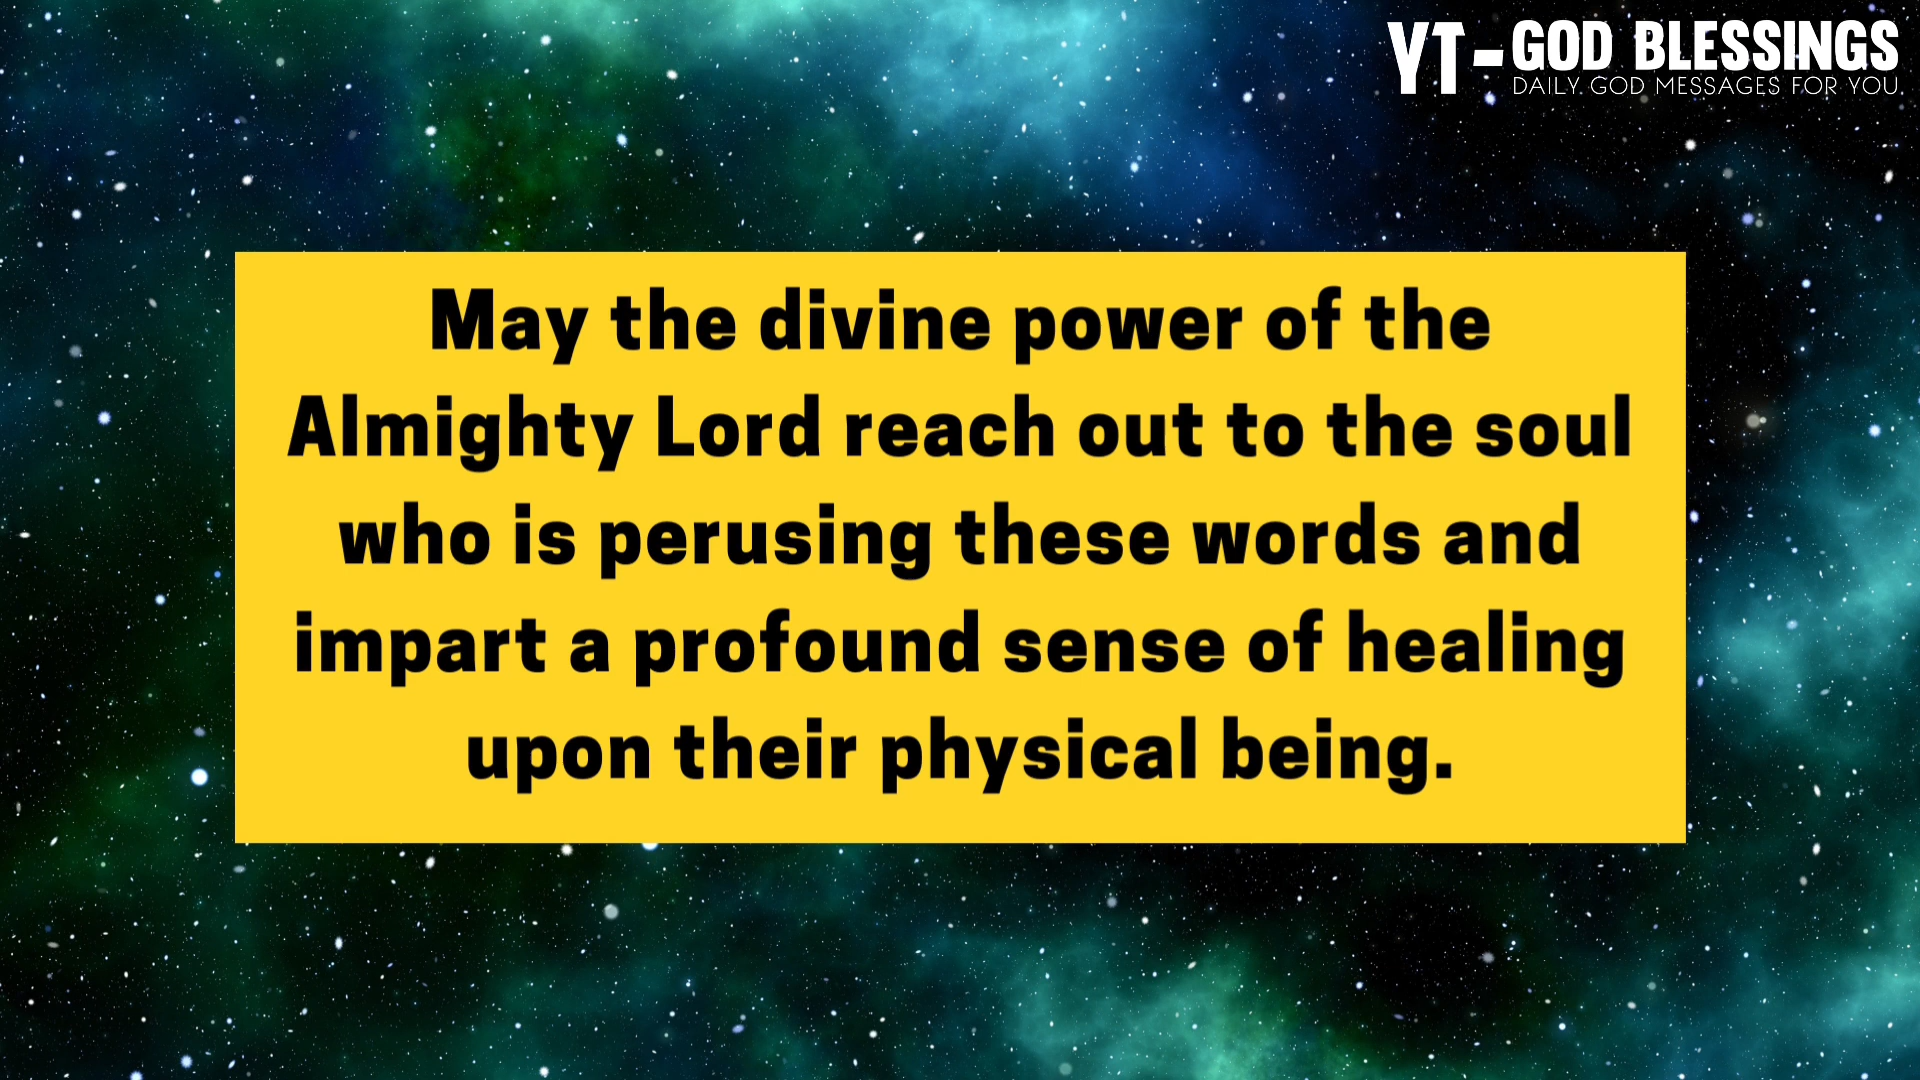 YT-GOD BLESSINGS
DAILY GOD MESSAGES FOR YOU
May the divine power of the
Almighty Lord reach out to the soul
who is perusing these words and
impart a profound sense of healing
upon their physical being.